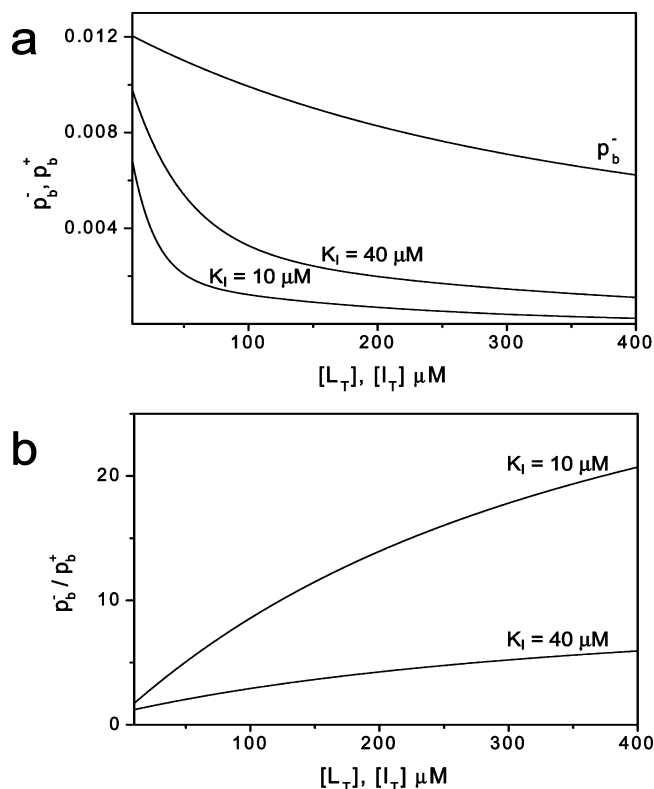 a
0.012
0.008
0.004
p_b^-, p_b^+
p_b^-
K_I = 40 μM
K_I = 10 μM
100 200 300 400
[L_T], [I_T] μM
b
20
10
0
p_b^- / p_b^+
K_I = 10 μM
K_I = 40 μM
100 200 300 400
[L_T], [I_T] μM